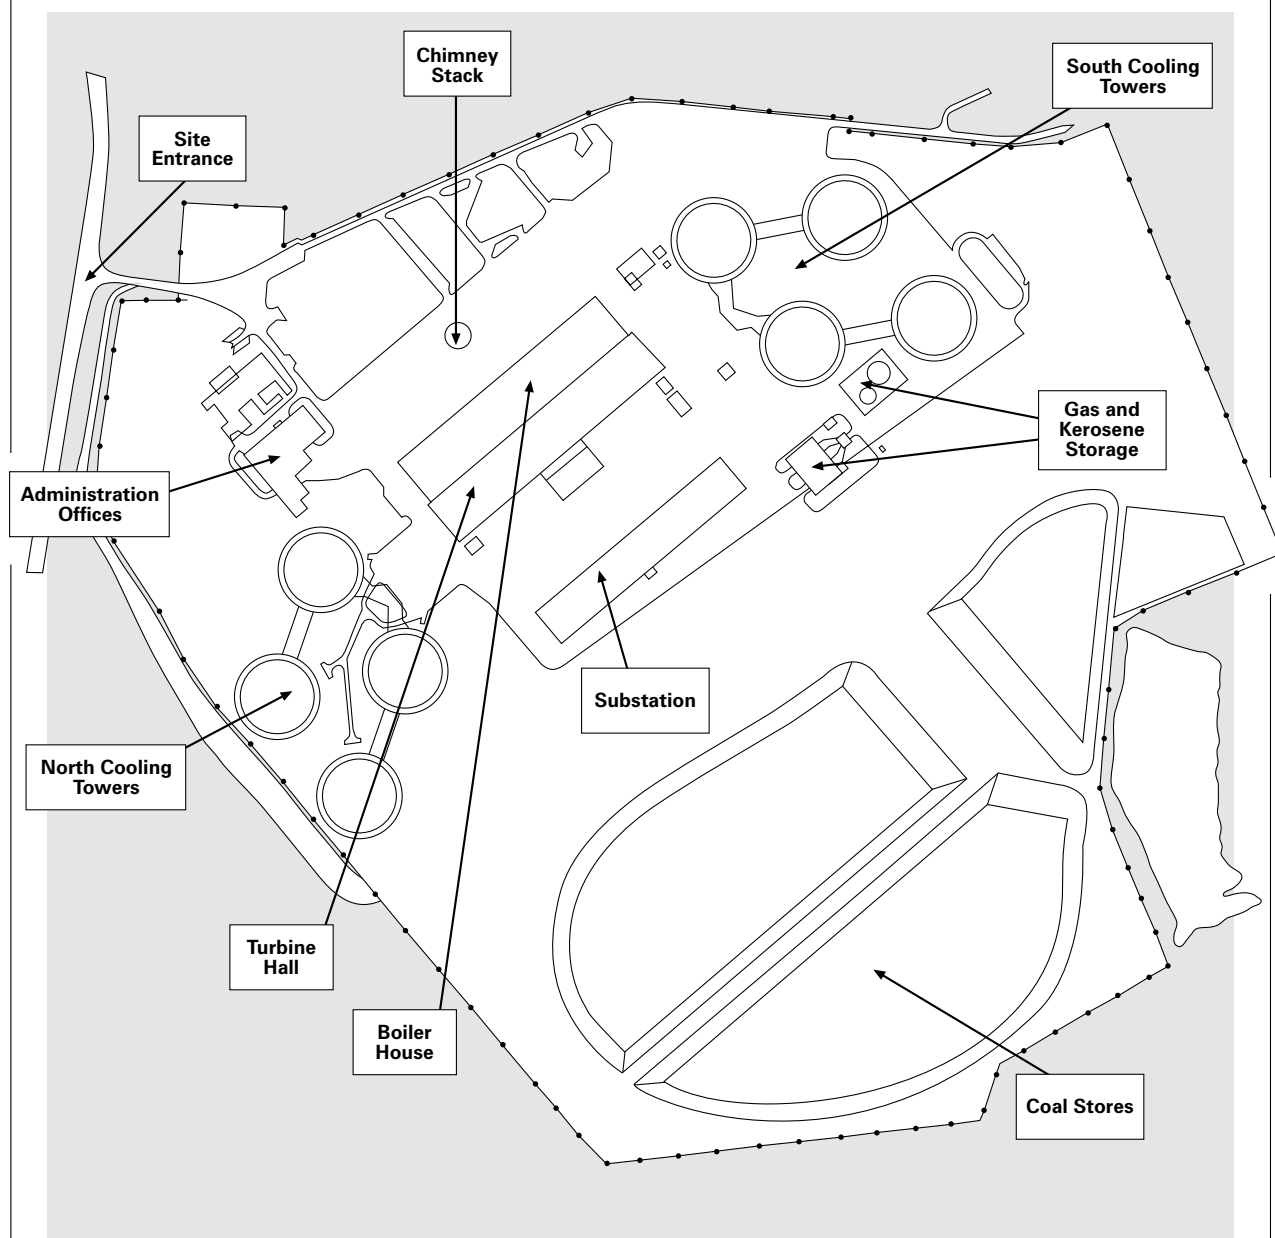 Chimney
Stack
South Cooling
Towers
Site
Entrance
Gas and
Kerosene
Storage
Administration
Offices
Substation
North Cooling
Towers
Turbine
Hall
Boiler
House
Coal Stores